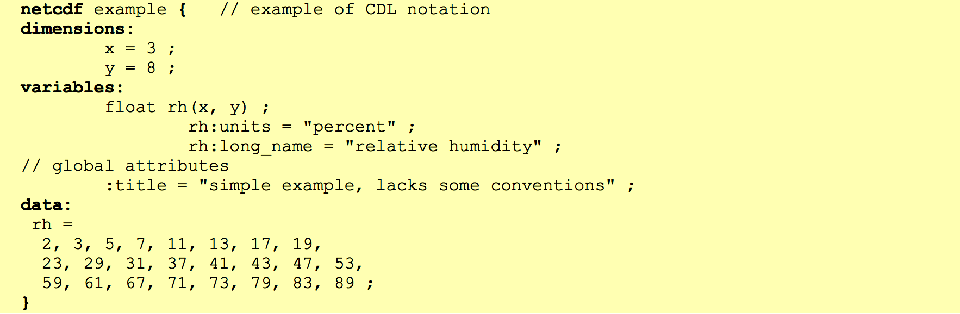 netcdf example {   // example of CDL notation
dimensions:
        x = 3 ;
        y = 8 ;
variables:
        float rh(x, y) ;
                rh:units = "percent" ;
                rh:long_name = "relative humidity" ;
// global attributes
        :title = "simple example, lacks some conventions" ;
data:
 rh =
  2, 3, 5, 7, 11, 13, 17, 19,
  23, 29, 31, 37, 41, 43, 47, 53,
  59, 61, 67, 71, 73, 79, 83, 89 ;
}